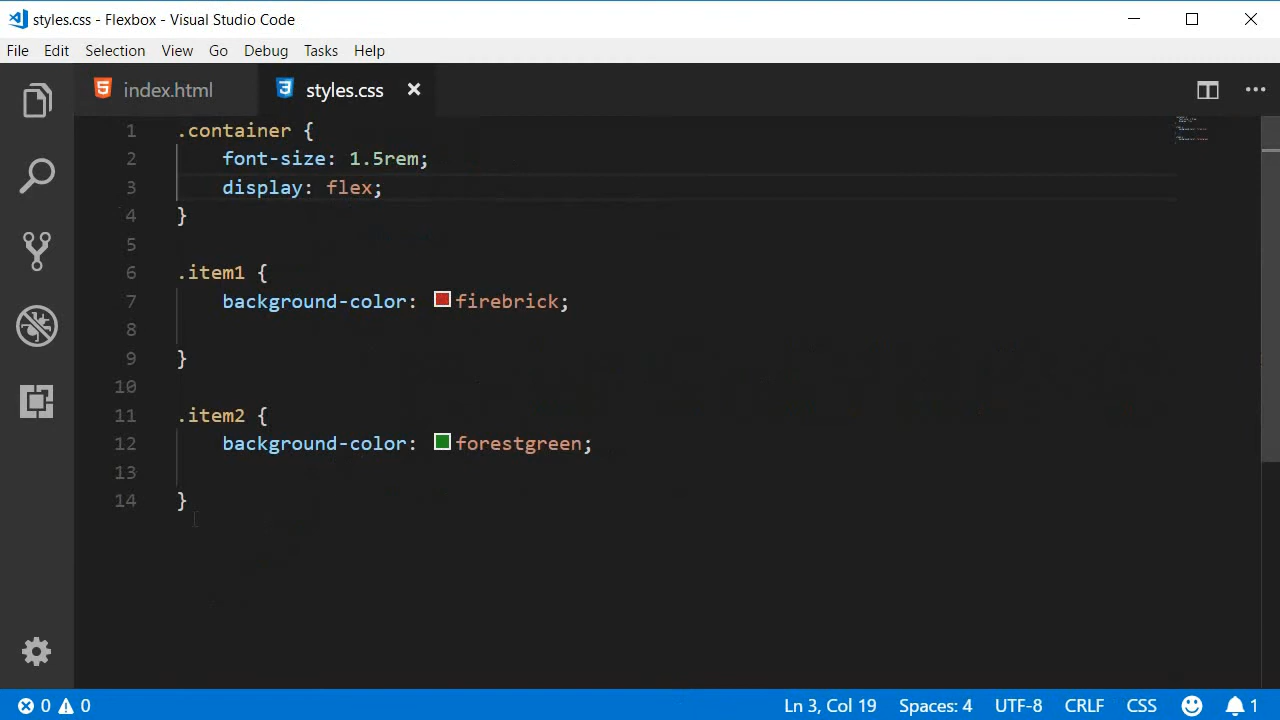 styles.css - Flexbox - Visual Studio Code
File Edit Selection View Go Debug Tasks Help
index.html styles.css
1 .container {
2 font-size: 1.5rem;
3 display: flex;
4 }
5
6 .item1 {
7 background-color: firebrick;
8
9 }
10
11 .item2 {
12 background-color: forestgreen;
13
14 }
0 0 Ln 3, Col 19 Spaces: 4 UTF-8 CRLF CSS 1